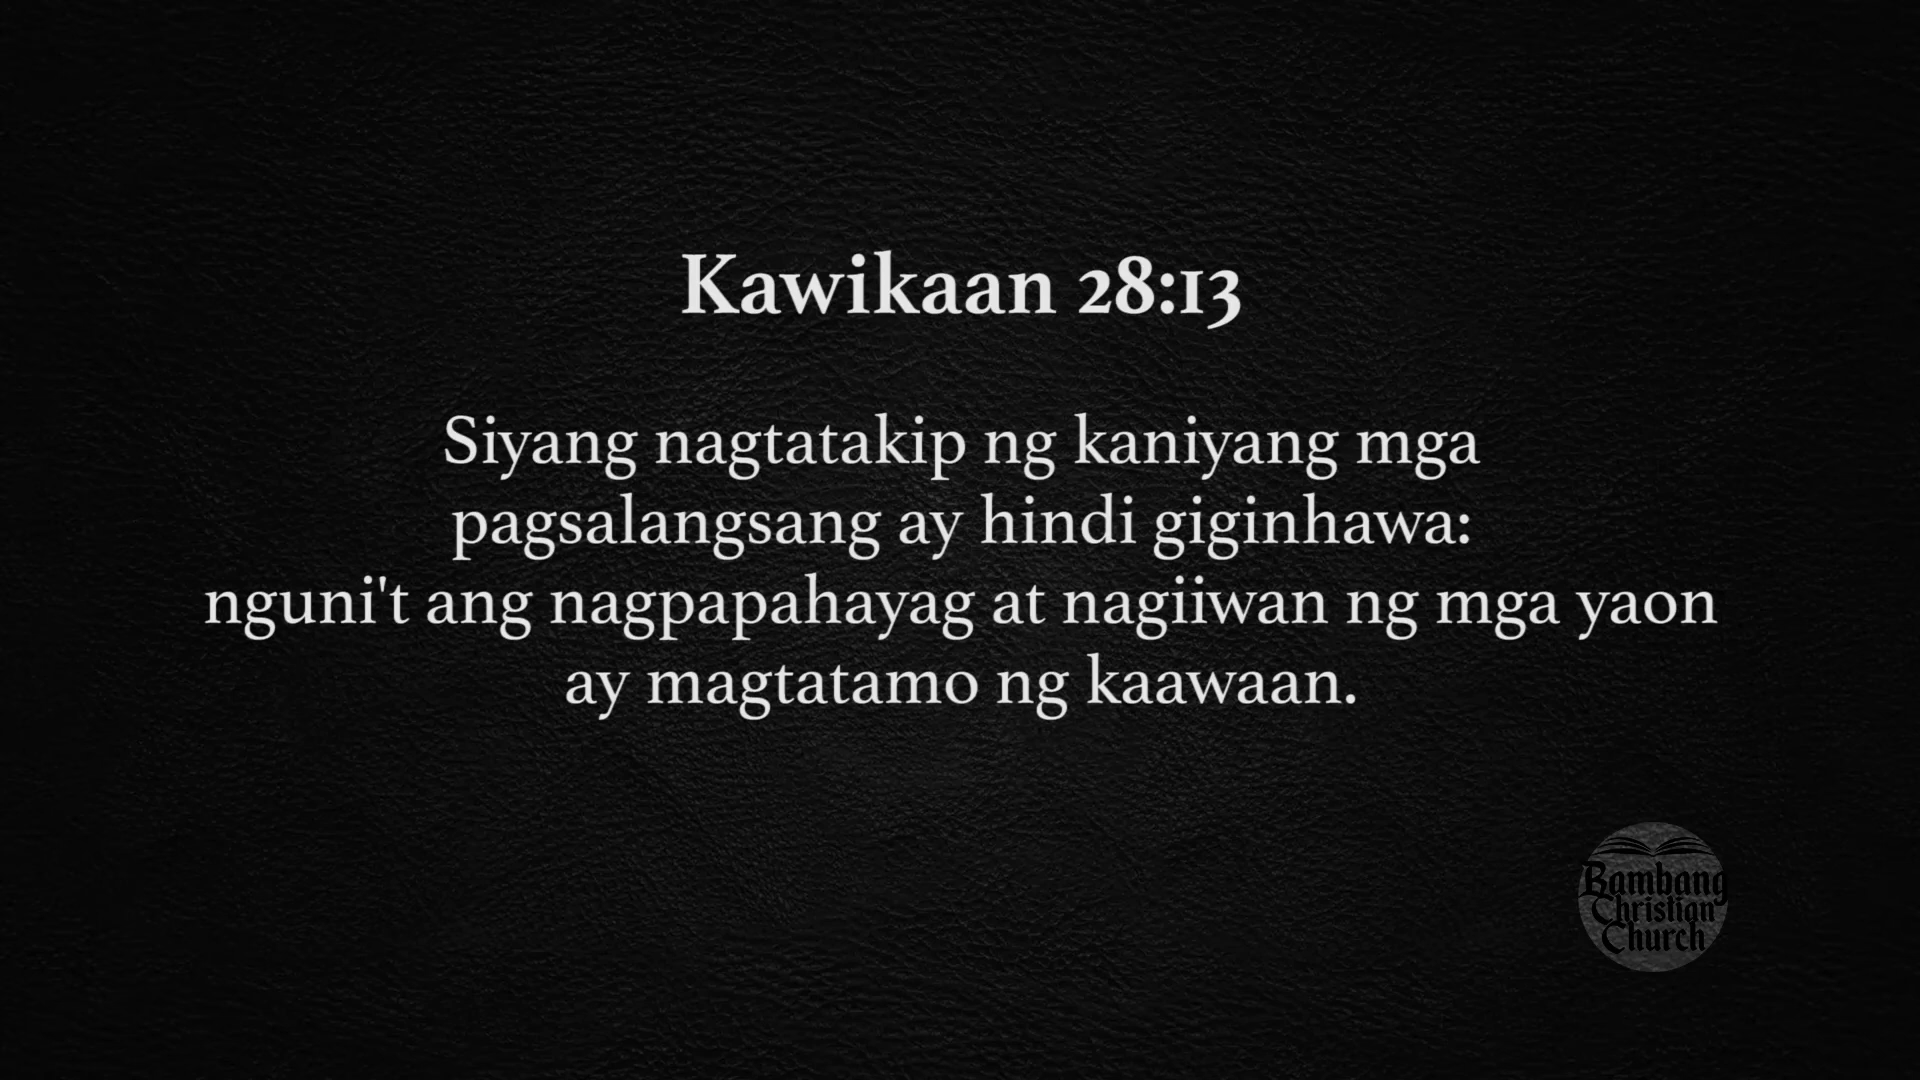 Kawikaan 28:13
Siyang nagtatakip ng kaniyang mga
pagsalangsang ay hindi giginhawa:
nguni't ang nagpapahayag at nagiiwan ng mga yaon
ay magtatamo ng kaawaan.
Bambang
Christian
Church